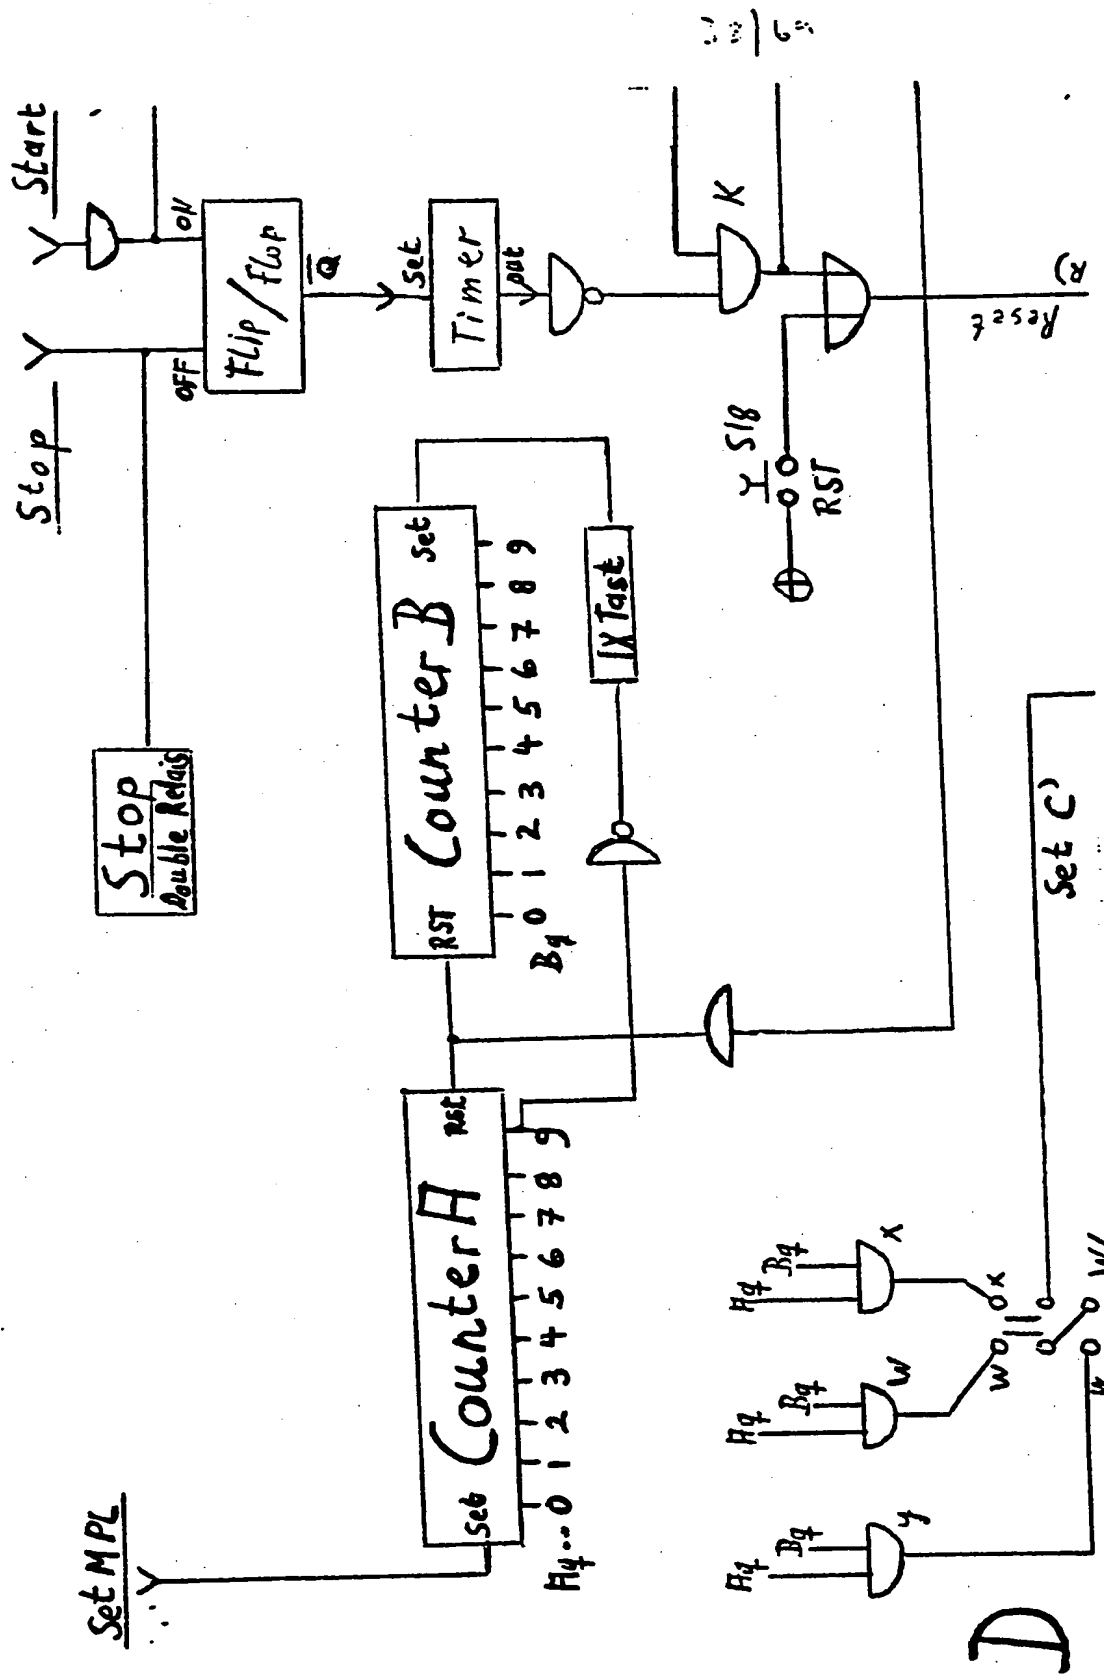 Set MPL
Stop
Start
Stop
Double Relais
OFF
ON
Flip/Flop
Q̅
Set
Timer
out
Set Counter A Rst
Aq.. 0 1 2 3 4 5 6 7 8 9
RST Counter B Set
Bq 0 1 2 3 4 5 6 7 8 9
1X Tast
K
S18
RST
Reset
R)
Aq Bq
y
Aq Bq
W
Aq Bq
X
W
X
W
Set C)
D